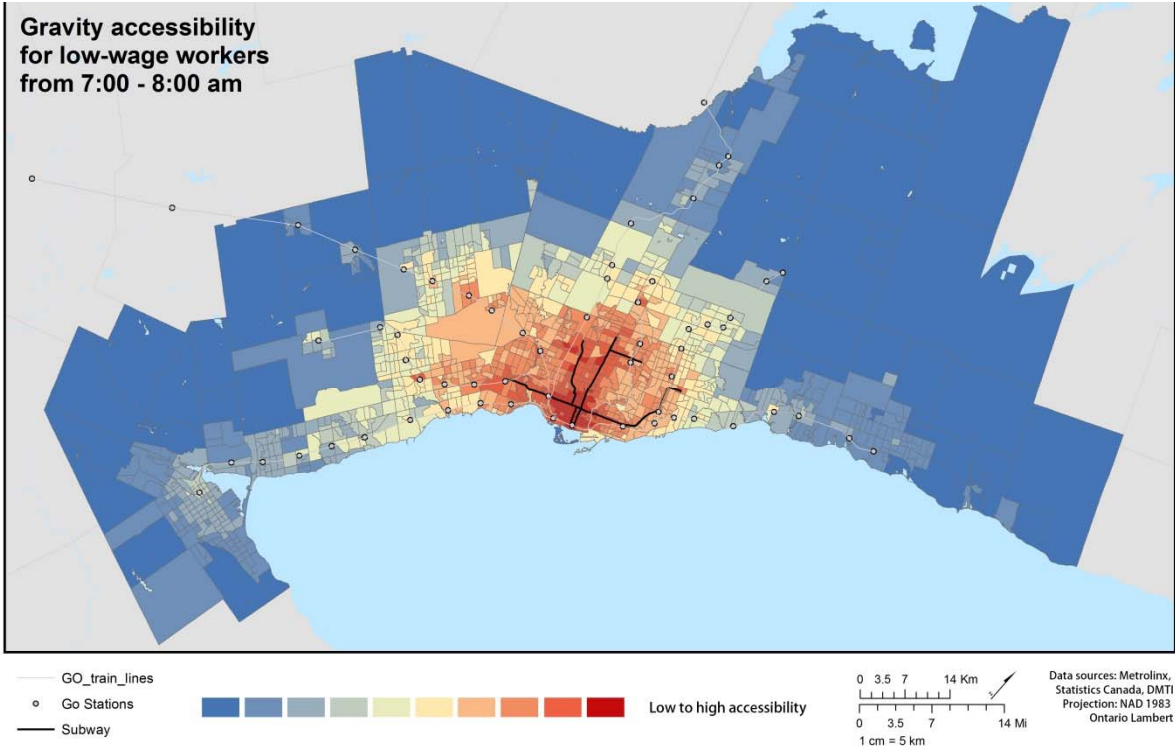 Gravity accessibility
for low-wage workers
from 7:00 - 8:00 am
GO_train_lines
Go Stations
Subway
Low to high accessibility
0 3.5 7 14 Km
0 3.5 7 14 Mi
1 cm = 5 km
Data sources: Metrolinx,
Statistics Canada, DMTI
Projection: NAD 1983
Ontario Lambert